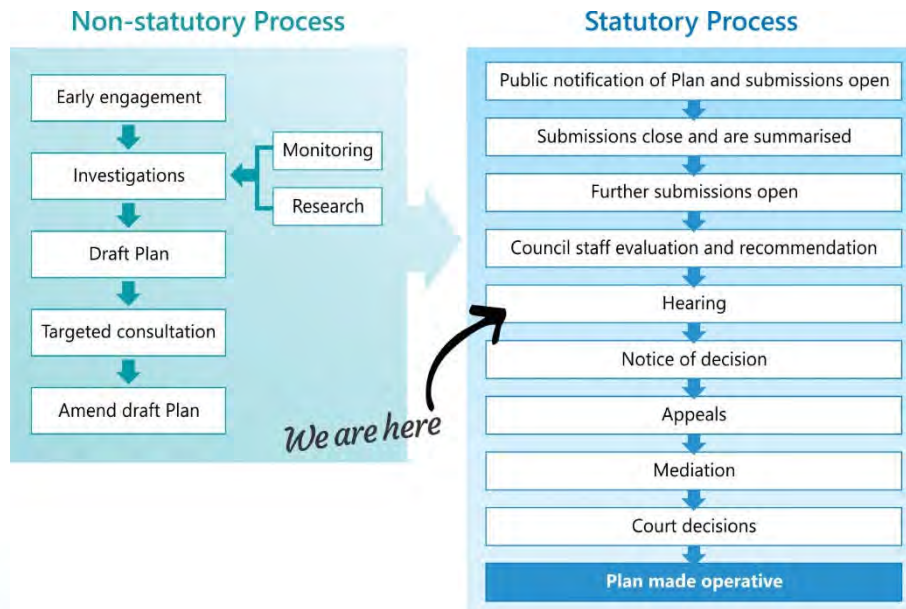 Non-statutory Process
Early engagement
Investigations
Monitoring
Research
Draft Plan
Targeted consultation
Amend draft Plan
We are here
Statutory Process
Public notification of Plan and submissions open
Submissions close and are summarised
Further submissions open
Council staff evaluation and recommendation
Hearing
Notice of decision
Appeals
Mediation
Court decisions
Plan made operative